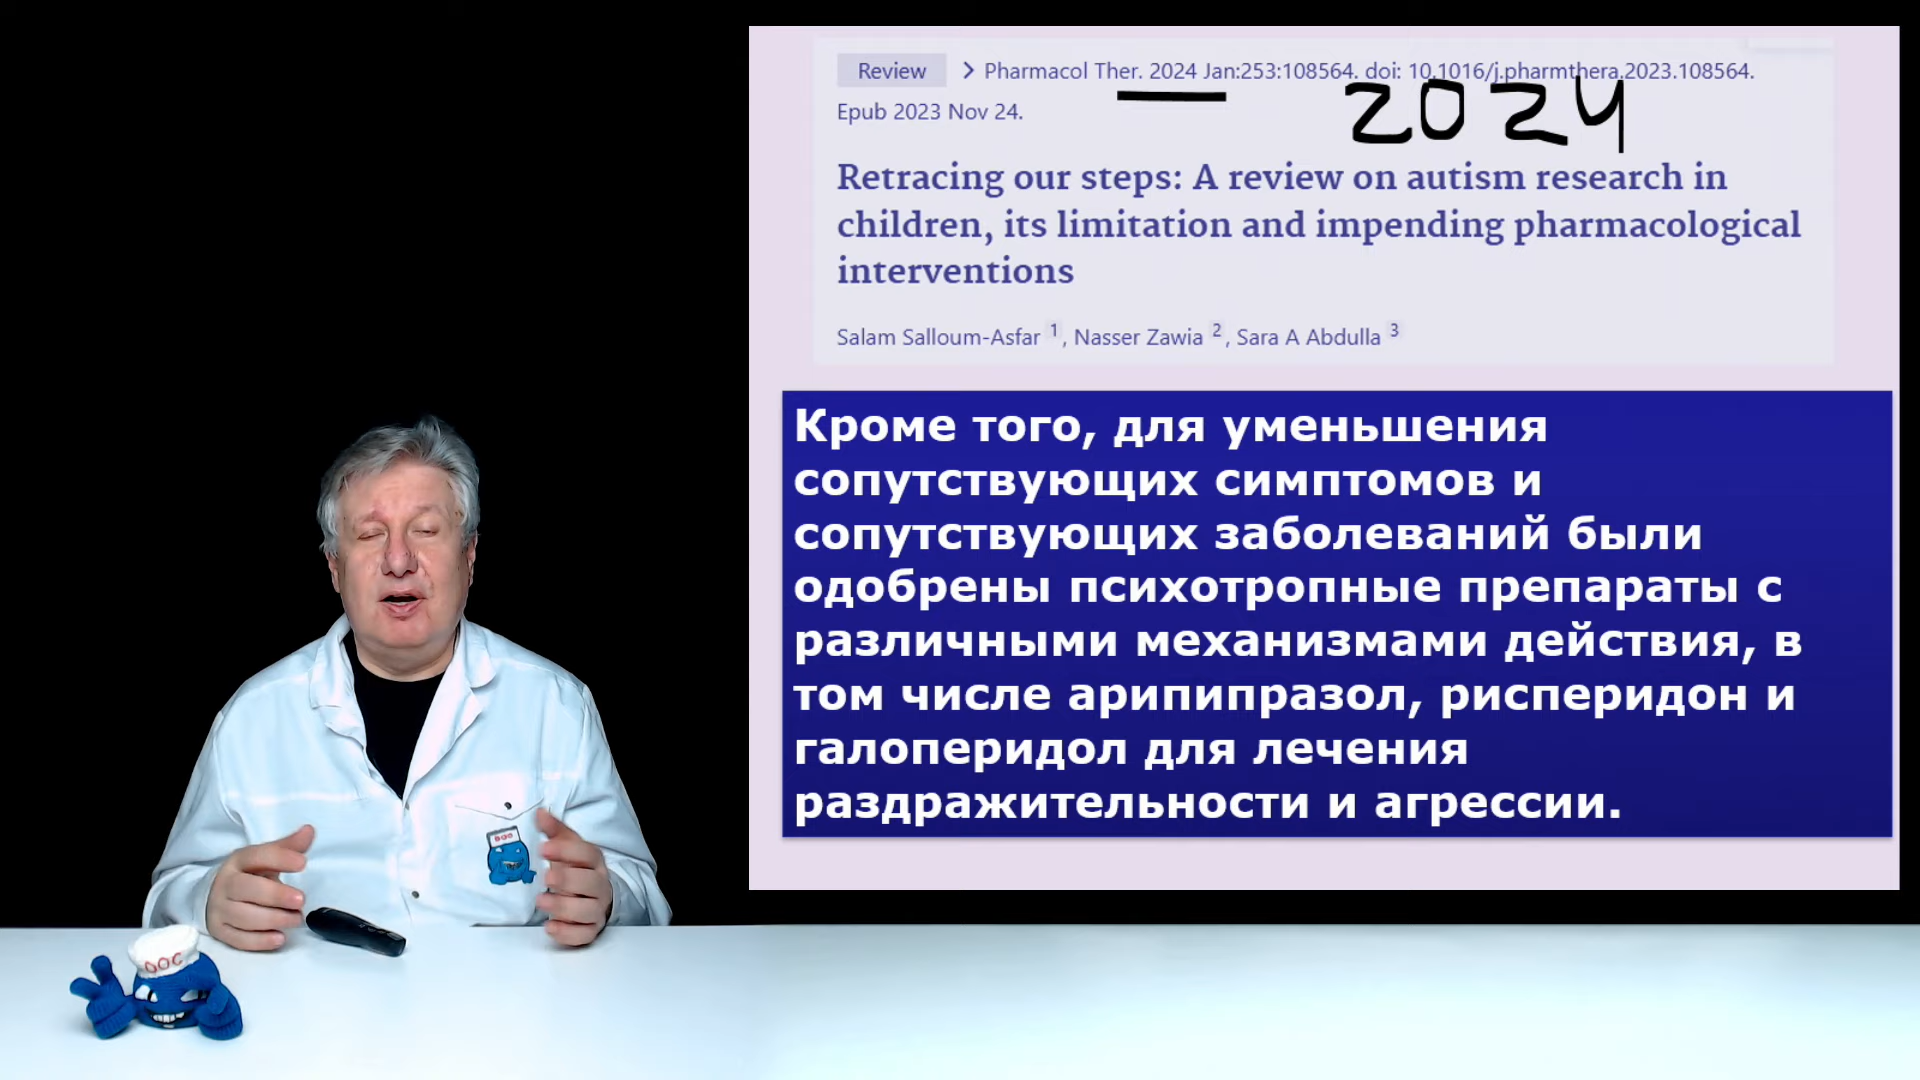 Review > Pharmacol Ther. 2024 Jan:253:108564. doi: 10.1016/j.pharmthera.2023.108564.
Epub 2023 Nov 24.
2024
Retracing our steps: A review on autism research in
children, its limitation and impending pharmacological
interventions
Salam Salloum-Asfar 1, Nasser Zawia 2, Sara A Abdulla 3
Кроме того, для уменьшения
сопутствующих симптомов и
сопутствующих заболеваний были
одобрены психотропные препараты с
различными механизмами действия, в
том числе арипипразол, рисперидон и
галоперидол для лечения
раздражительности и агрессии.
DOC
DOC